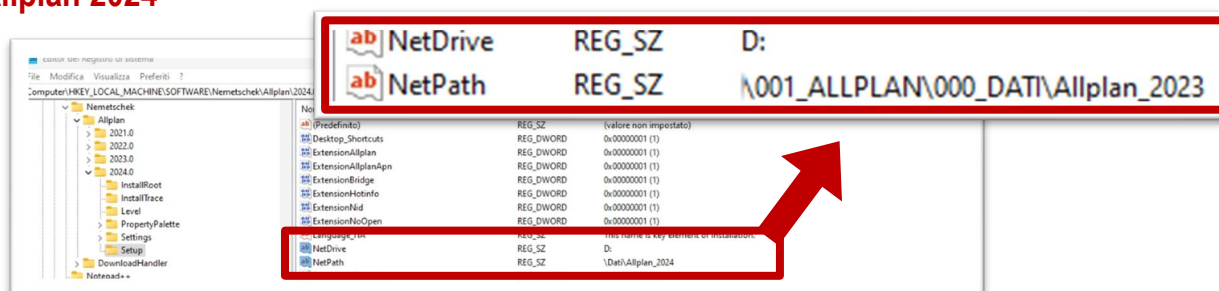 Allplan 2024
NetDrive REG_SZ D:
NetPath REG_SZ \001_ALLPLAN\000_DATI\Allplan_2023
Editor del Registro di sistema
File Modifica Visualizza Preferiti ?
Computer\HKEY_LOCAL_MACHINE\SOFTWARE\Nemetschek\Allplan\2024.
Nemetschek
Allplan
2021.0
2022.0
2023.0
2024.0
InstallRoot
InstallTrace
Level
PropertyPalette
Settings
Setup
DownloadHandler
Notepad++
(Predefinito) REG_SZ (valore non impostato)
Desktop_Shortcuts REG_DWORD 0x00000001 (1)
ExtensionAllplan REG_DWORD 0x00000001 (1)
ExtensionAllplanApn REG_DWORD 0x00000001 (1)
ExtensionBridge REG_DWORD 0x00000001 (1)
ExtensionHotinfo REG_DWORD 0x00000001 (1)
ExtensionNid REG_DWORD 0x00000001 (1)
ExtensionNoOpen REG_DWORD 0x00000001 (1)
REG_SZ This name is key element of installation.
NetDrive REG_SZ D:
NetPath REG_SZ \Dati\Allplan_2024